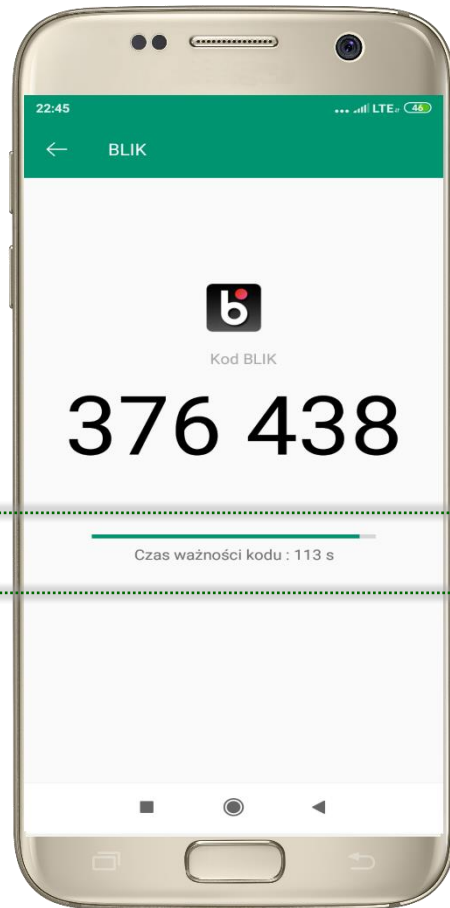 22:45
LTE 46
BLIK
b
Kod BLIK
376 438
Czas ważności kodu : 113 s